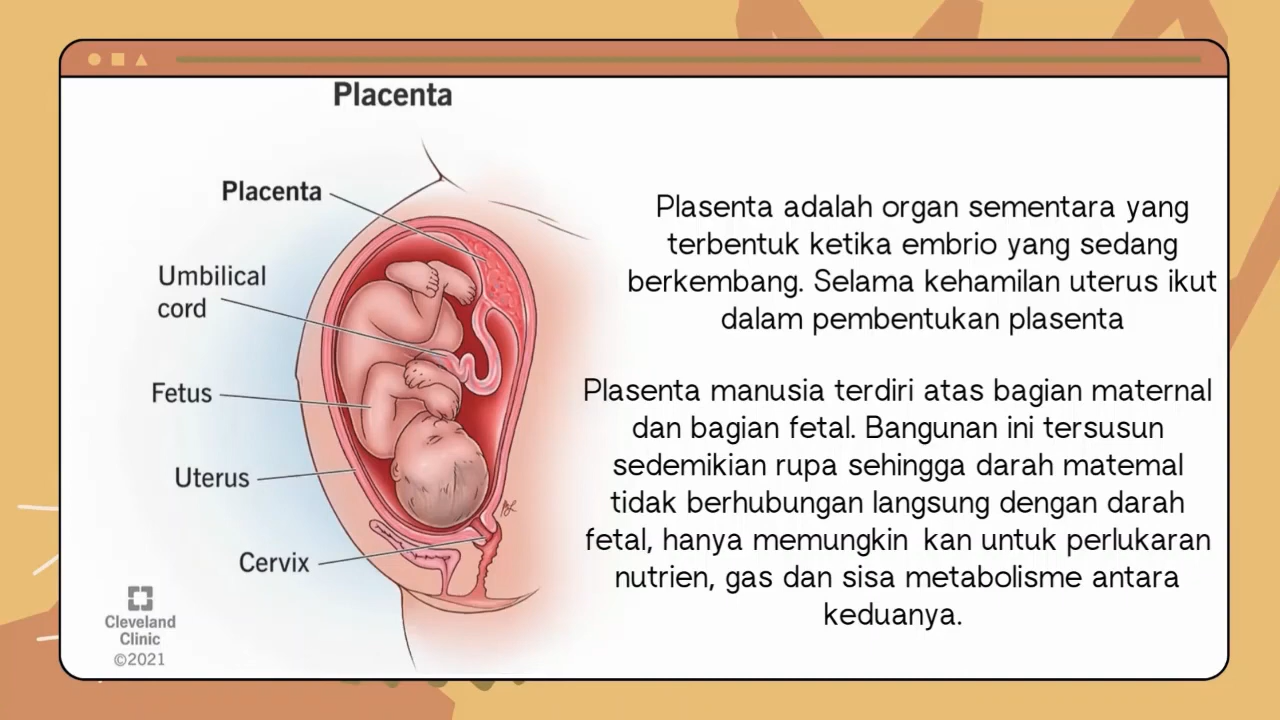 Placenta
Placenta
Umbilical
cord
Fetus
Uterus
Cervix
Cleveland
Clinic
©2021
Plasenta adalah organ sementara yang
terbentuk ketika embrio yang sedang
berkembang. Selama kehamilan uterus ikut
dalam pembentukan plasenta
Plasenta manusia terdiri atas bagian maternal
dan bagian fetal. Bangunan ini tersusun
sedemikian rupa sehingga darah matemal
tidak berhubungan langsung dengan darah
fetal, hanya memungkin kan untuk perlukaran
nutrien, gas dan sisa metabolisme antara
keduanya.